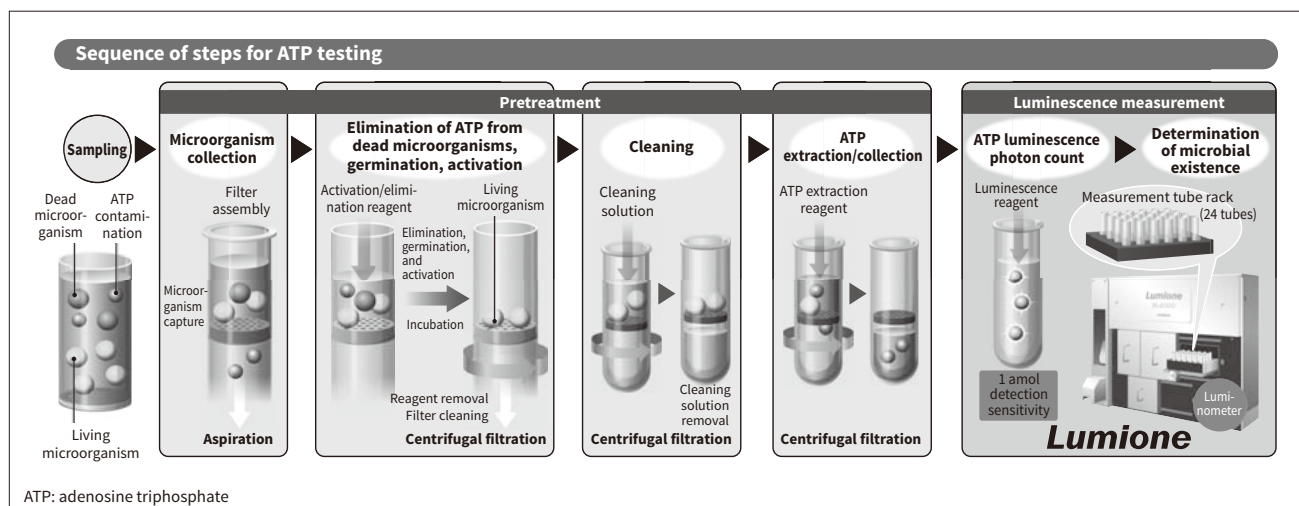 Sequence of steps for ATP testing
Pretreatment
Luminescence measurement
Sampling
Dead
microor-
ganism
ATP
contami-
nation
Living
microorganism
Microorganism
collection
Filter
assembly
Microor-
ganism
capture
Aspiration
Elimination of ATP from
dead microorganisms,
germination, activation
Activation/elimi-
nation reagent
Living
microorganism
Elimination,
germination,
and
activation
Incubation
Reagent removal
Filter cleaning
Centrifugal filtration
Cleaning
Cleaning
solution
Cleaning
solution
removal
Centrifugal filtration
ATP
extraction/collection
ATP extraction
reagent
Centrifugal filtration
ATP luminescence
photon count
Luminescence
reagent
1 amol
detection
sensitivity
Determination
of microbial
existence
Measurement tube rack
(24 tubes)
Lumione
Lumi-
nometer
Lumione
ATP: adenosine triphosphate